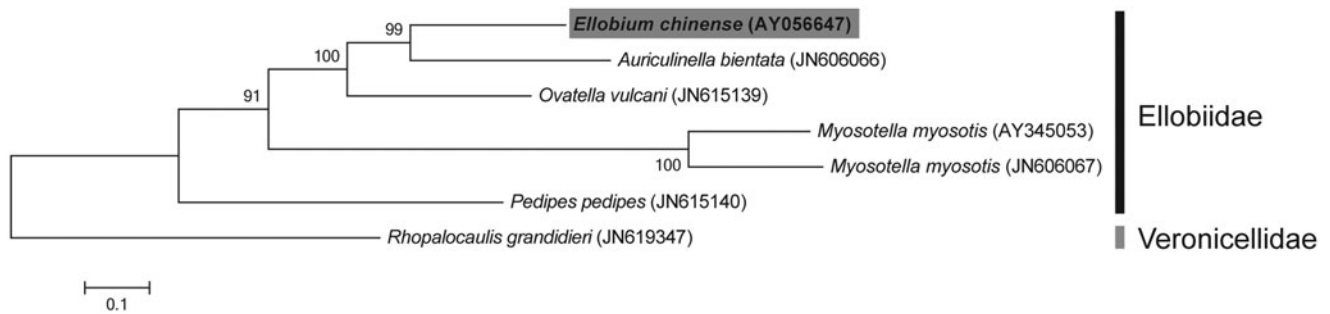 Ellobium chinense (AY056647)
99
Auriculinella bientata (JN606066)
100
Ovatella vulcani (JN615139)
91
Myosotella myosotis (AY345053)
Ellobiidae
100
Myosotella myosotis (JN606067)
Pedipes pedipes (JN615140)
Rhopalocaulis grandidieri (JN619347)
Veronicellidae
0.1